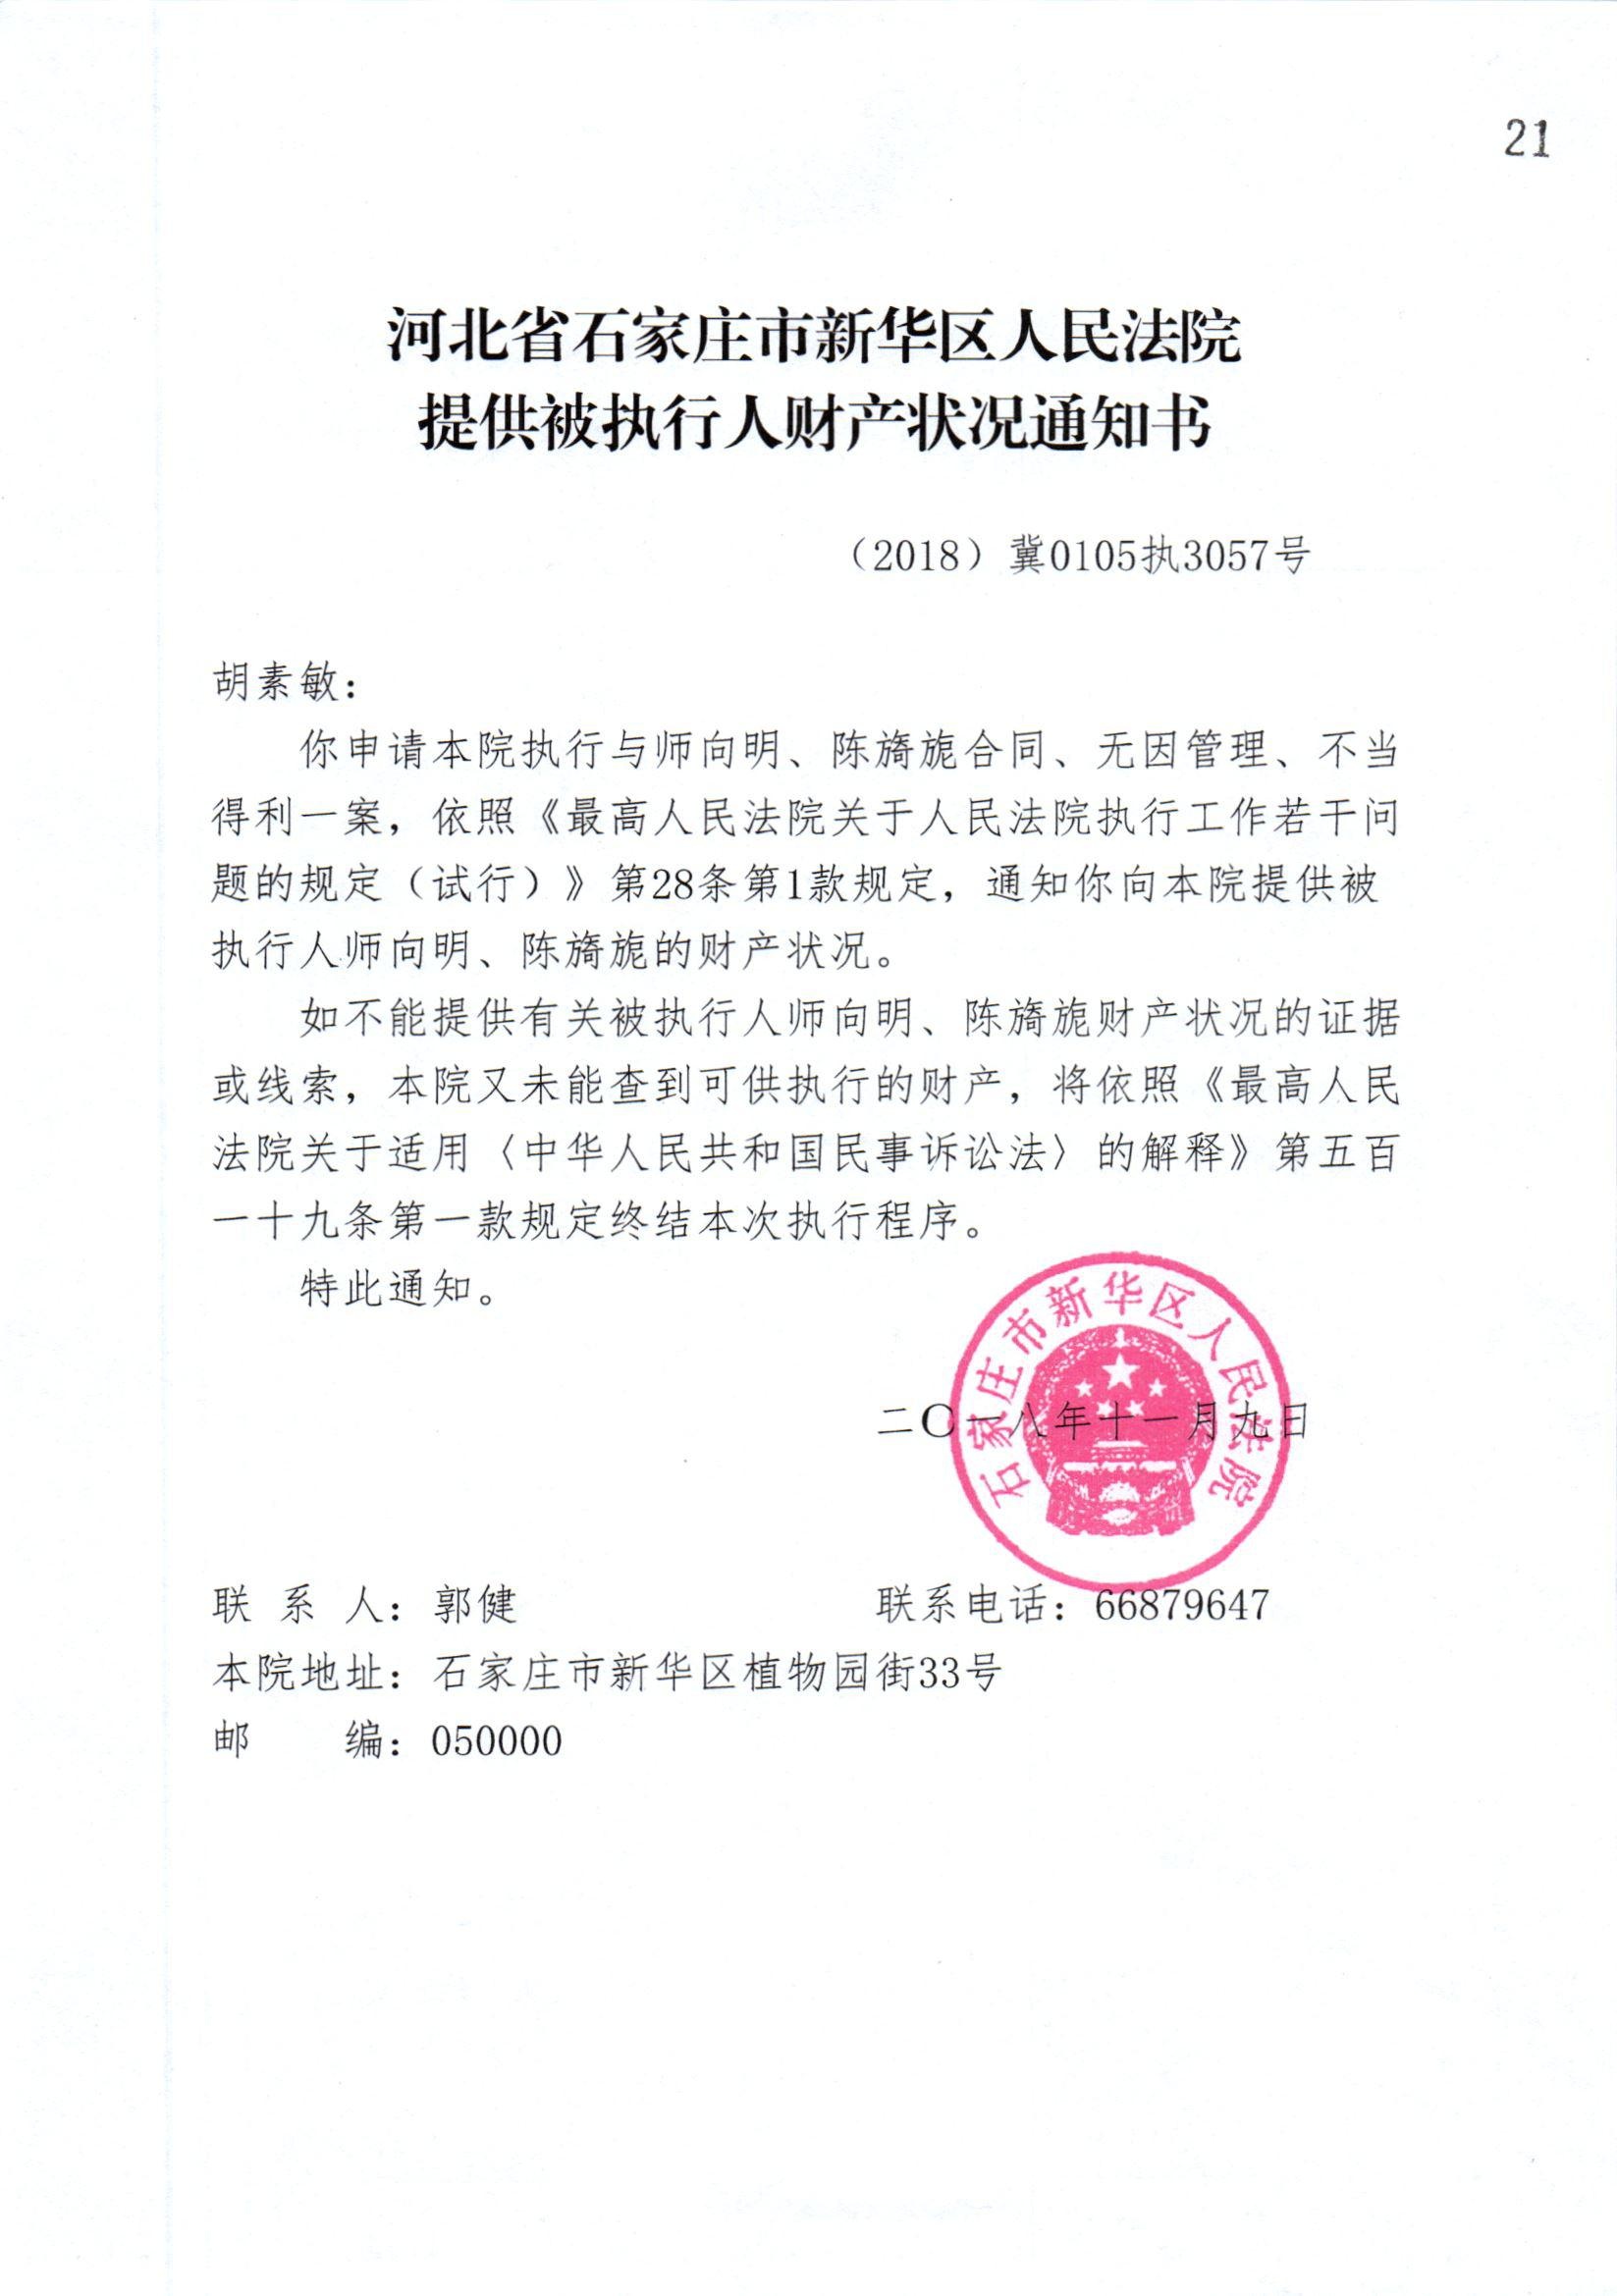 21
河北省石家庄市新华区人民法院
提供被执行人财产状况通知书
（2018）冀0105执3057号
胡素敏：
你申请本院执行与师向明、陈旖旎合同、无因管理、不当
得利一案，依照《最高人民法院关于人民法院执行工作若干问
题的规定（试行）》第28条第1款规定，通知你向本院提供被
执行人师向明、陈旖旎的财产状况。
如不能提供有关被执行人师向明、陈旖旎财产状况的证据
或线索，本院又未能查到可供执行的财产，将依照《最高人民
法院关于适用〈中华人民共和国民事诉讼法〉的解释》第五百
一十九条第一款规定终结本次执行程序。
特此通知。
石家庄市新华区人民法院
二〇一八年十一月九日
联 系 人：郭健 联系电话：66879647
本院地址：石家庄市新华区植物园街33号
邮 编：050000